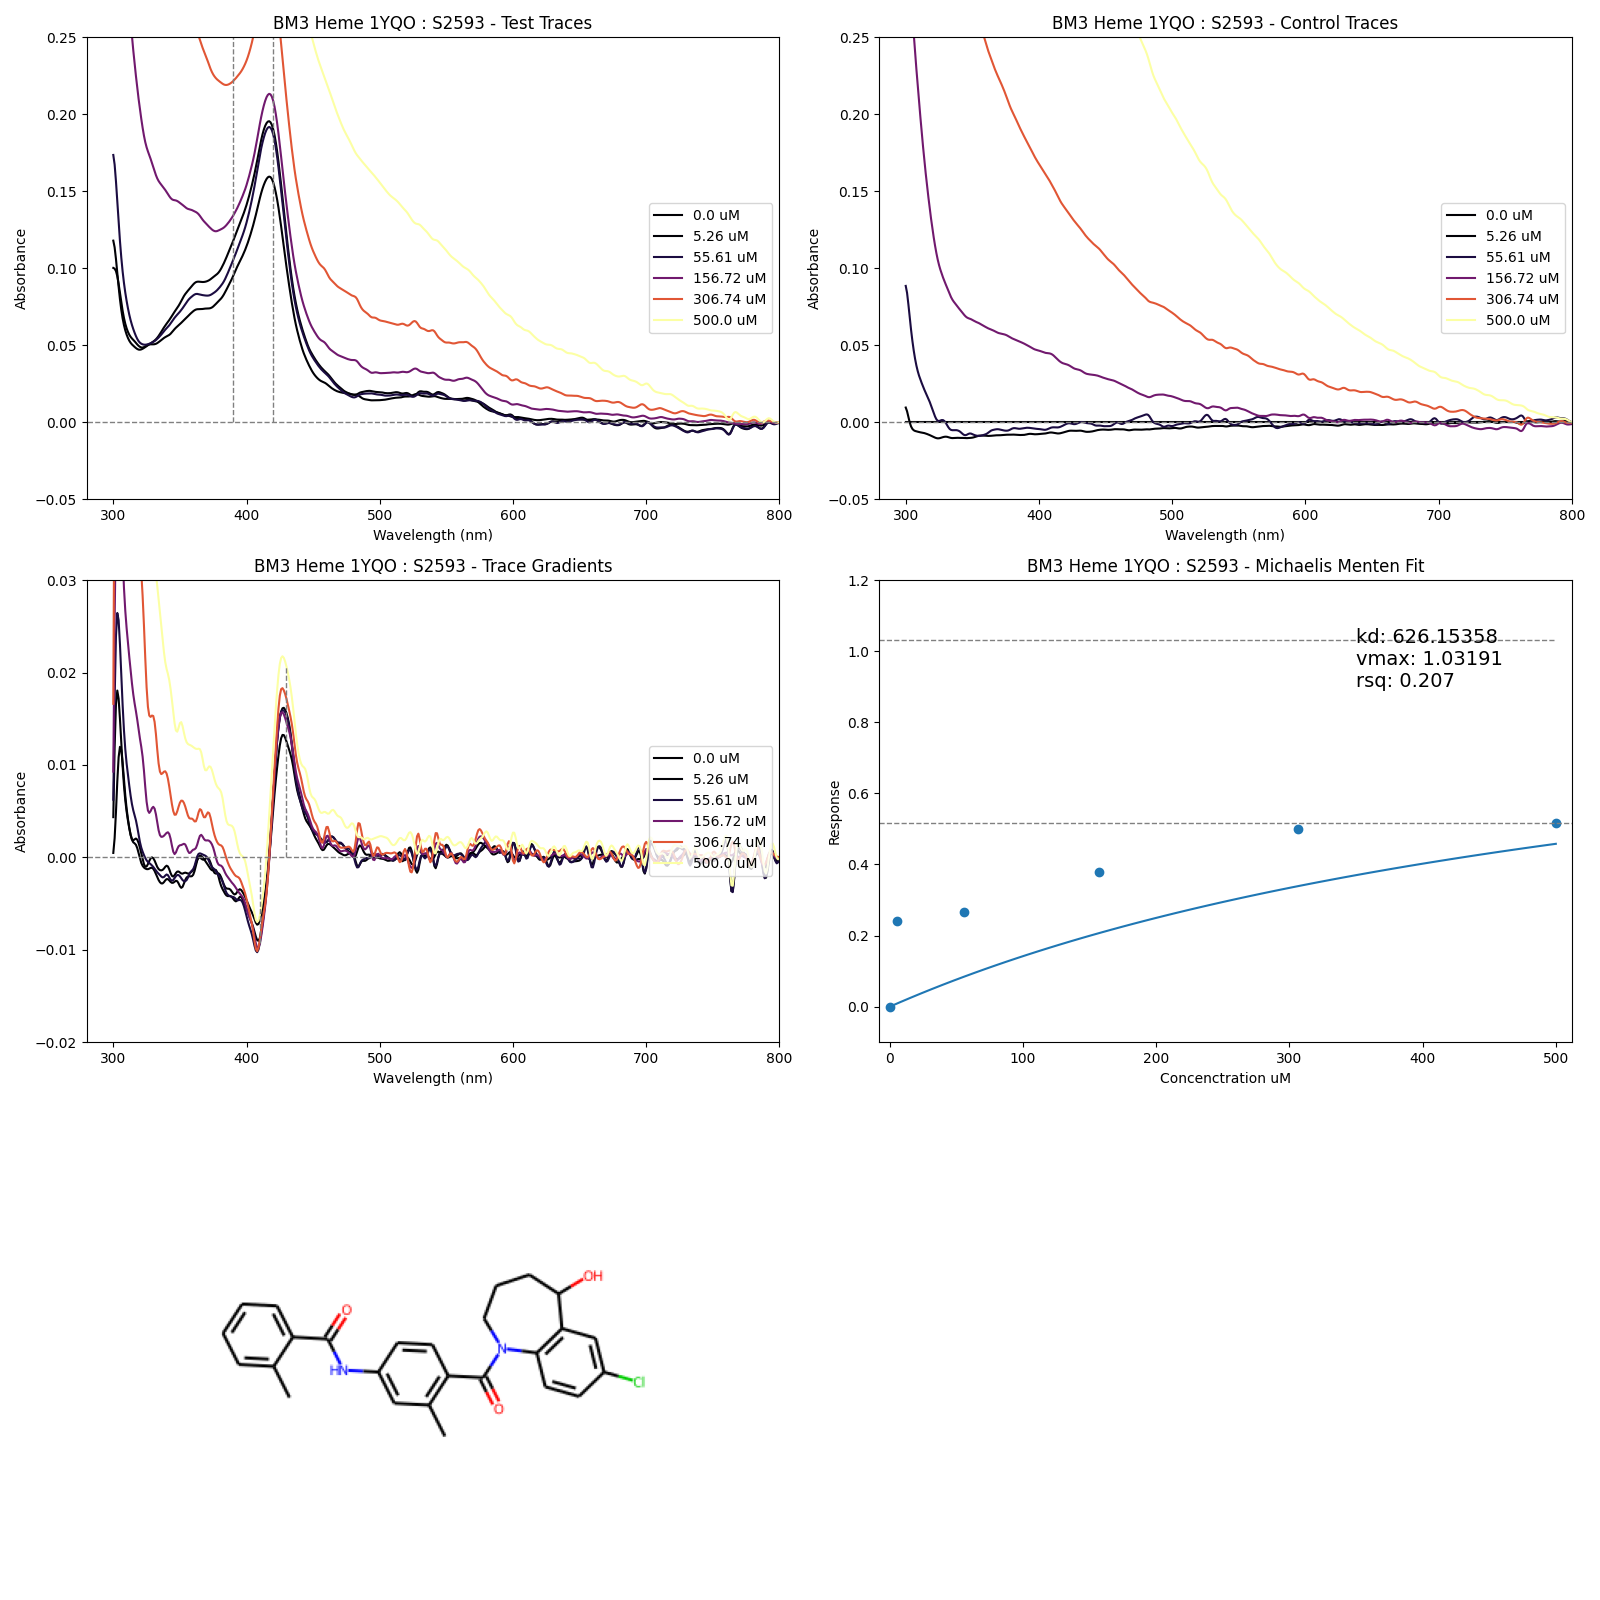 BM3 Heme 1YQO : S2593 - Test Traces
0.25
0.20
0.15
0.10
0.05
0.00
−0.05
Absorbance
300
400
500
600
700
800
Wavelength (nm)
0.0 uM
5.26 uM
55.61 uM
156.72 uM
306.74 uM
500.0 uM
BM3 Heme 1YQO : S2593 - Control Traces
0.25
0.20
0.15
0.10
0.05
0.00
−0.05
Absorbance
300
400
500
600
700
800
Wavelength (nm)
0.0 uM
5.26 uM
55.61 uM
156.72 uM
306.74 uM
500.0 uM
BM3 Heme 1YQO : S2593 - Trace Gradients
0.03
0.02
0.01
0.00
−0.01
−0.02
Absorbance
300
400
500
600
700
800
Wavelength (nm)
0.0 uM
5.26 uM
55.61 uM
156.72 uM
306.74 uM
500.0 uM
BM3 Heme 1YQO : S2593 - Michaelis Menten Fit
1.2
1.0
0.8
0.6
0.4
0.2
0.0
Response
kd: 626.15358
vmax: 1.03191
rsq: 0.207
0
100
200
300
400
500
Concenctration uM
OH
O
N
HN
Cl
O